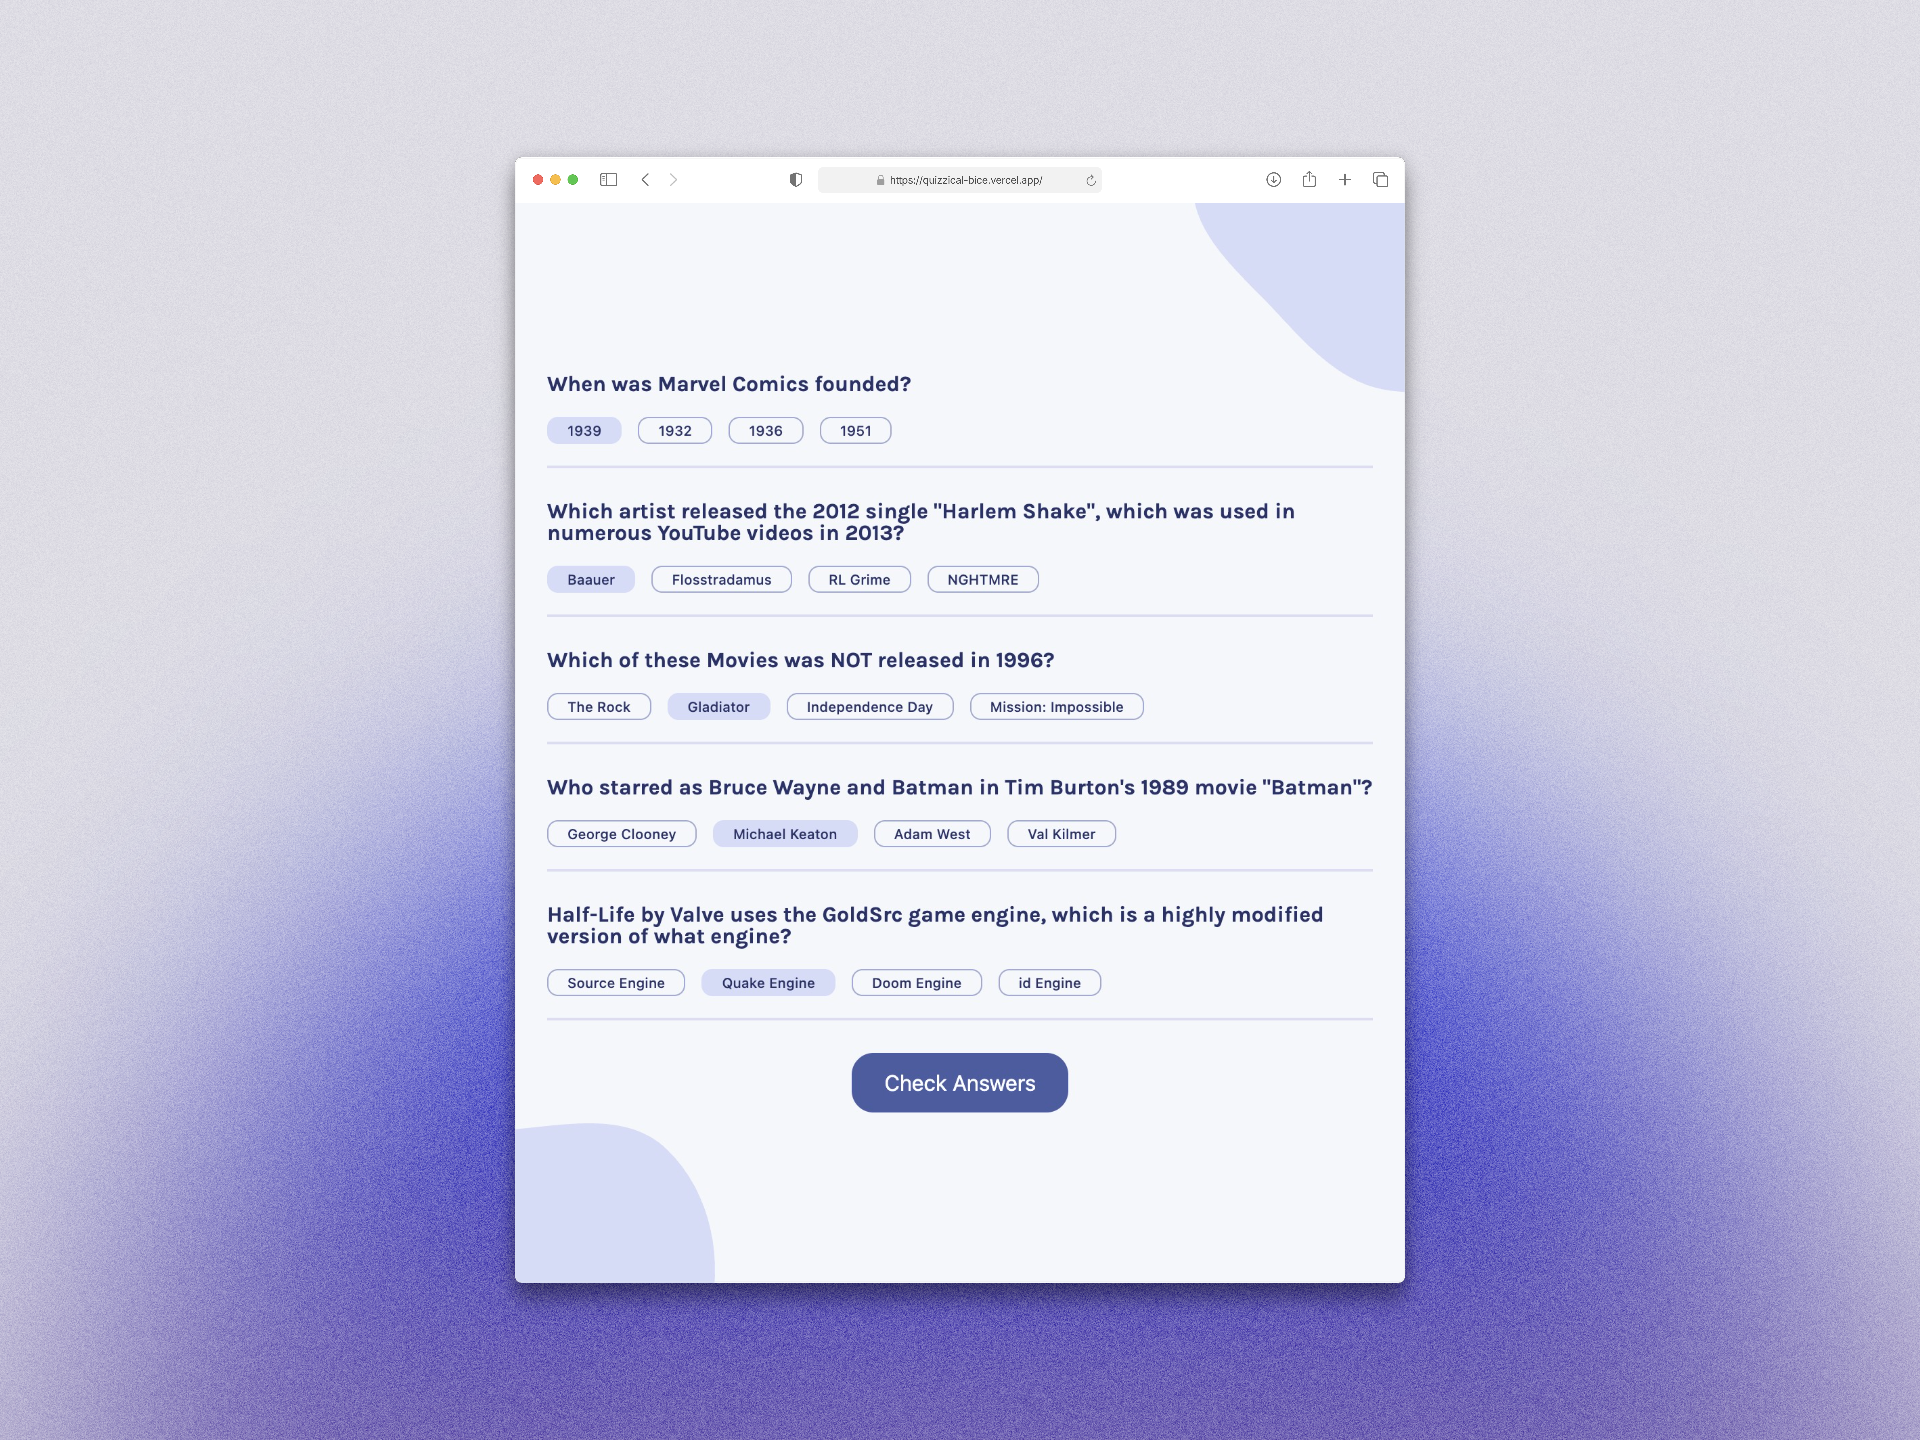 https://quizzical-bice.vercel.app/
When was Marvel Comics founded?
1939 1932 1936 1951
Which artist released the 2012 single "Harlem Shake", which was used in
numerous YouTube videos in 2013?
Baauer Flosstradamus RL Grime NGHTMRE
Which of these Movies was NOT released in 1996?
The Rock Gladiator Independence Day Mission: Impossible
Who starred as Bruce Wayne and Batman in Tim Burton's 1989 movie "Batman"?
George Clooney Michael Keaton Adam West Val Kilmer
Half-Life by Valve uses the GoldSrc game engine, which is a highly modified
version of what engine?
Source Engine Quake Engine Doom Engine id Engine
Check Answers